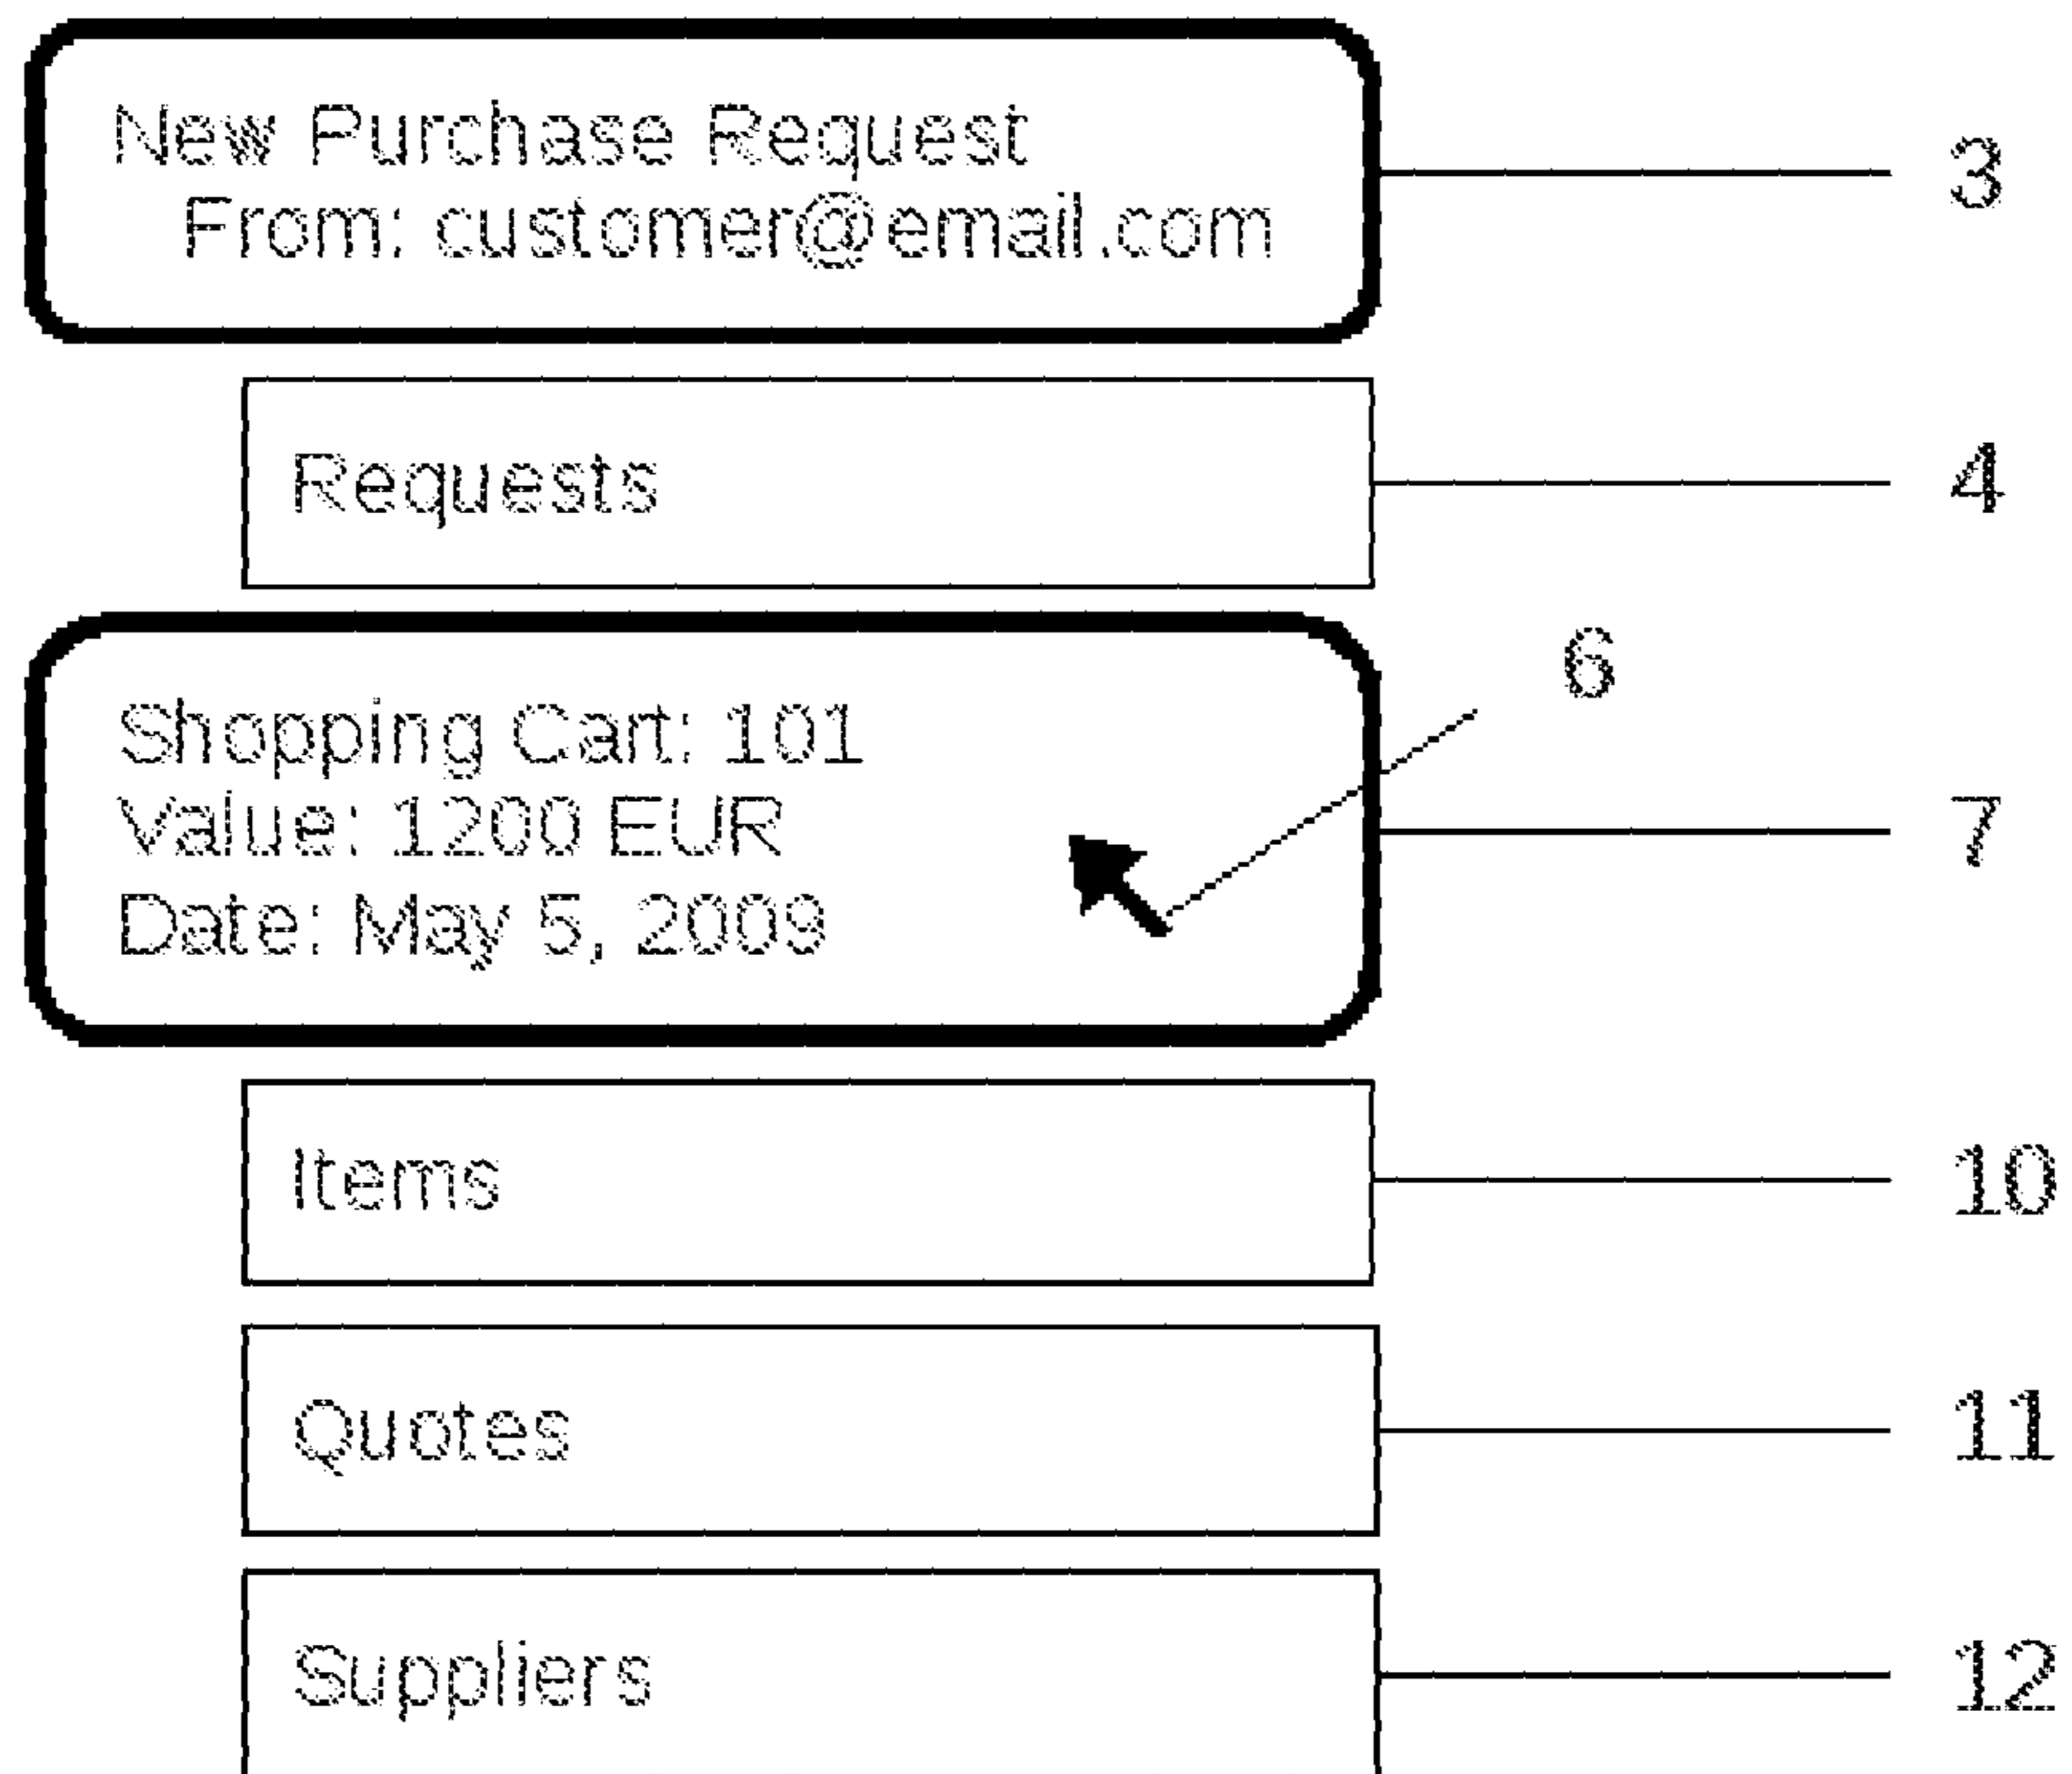 New Purchase Request
From: customer@email.com
3
Requests
4
6
Shopping Cart: 101
Value: 1200 EUR
Date: May 5, 2009
7
Items
10
Quotes
11
Suppliers
12